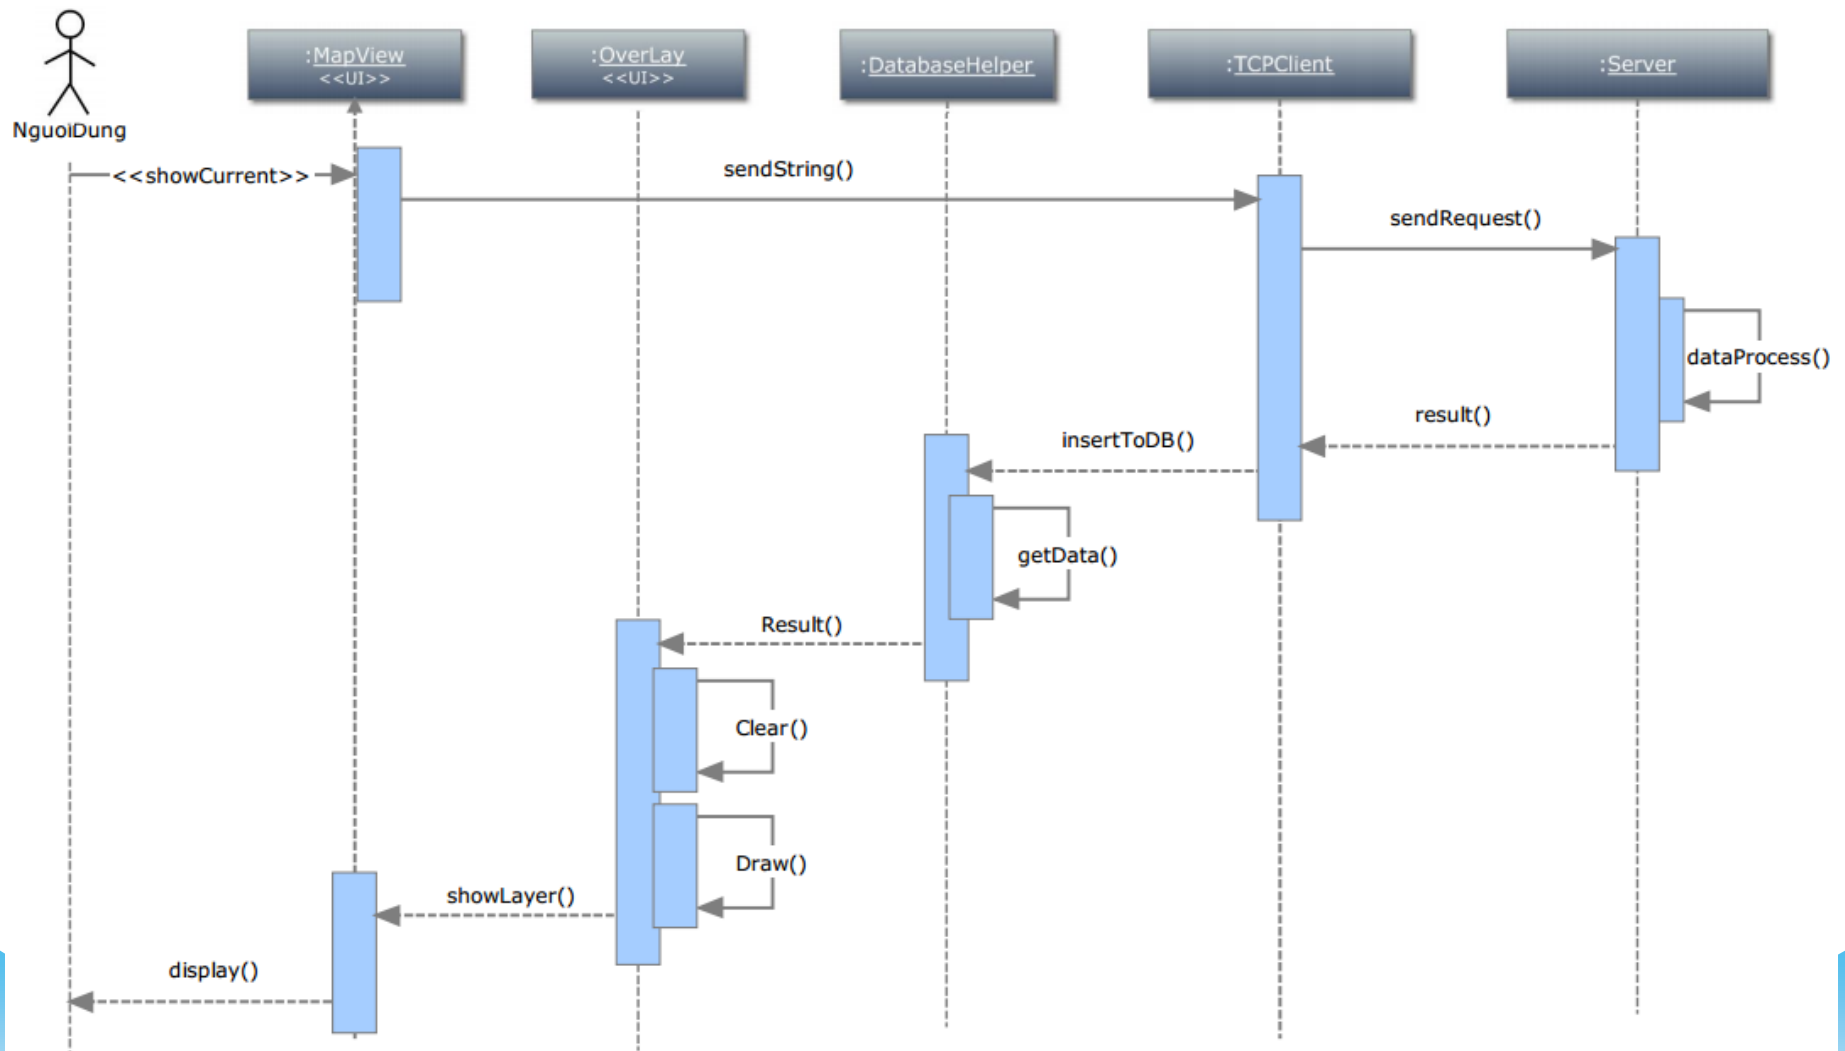 :MapView
<<UI>>
:OverLay
<<UI>>
:DatabaseHelper
:TCPClient
:Server
NguoiDung
<<showCurrent>>
sendString()
sendRequest()
dataProcess()
result()
insertToDB()
getData()
Result()
Clear()
Draw()
showLayer()
display()